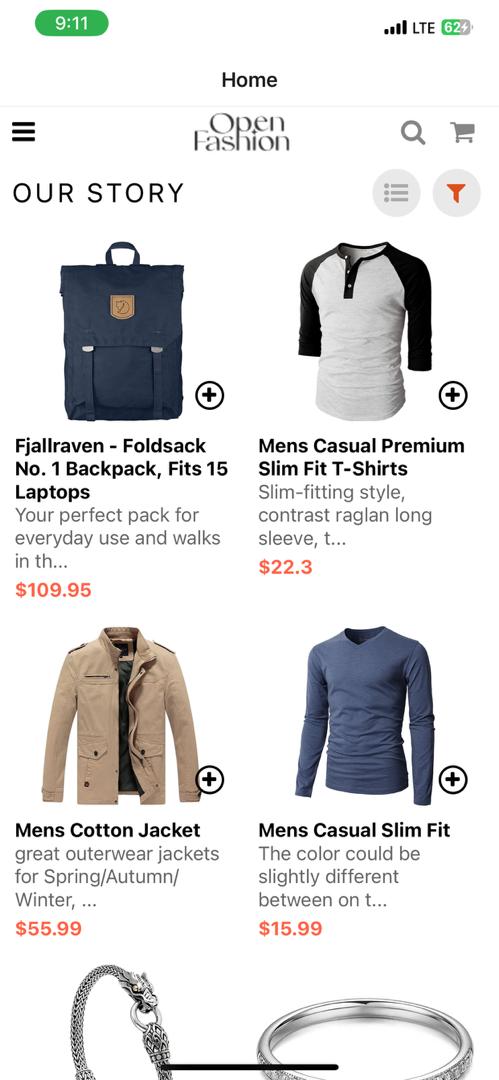 9:11
LTE 62
Home
Open
Fashion
OUR STORY
Fjallraven - Foldsack
No. 1 Backpack, Fits 15
Laptops
Your perfect pack for
everyday use and walks
in th...
$109.95
Mens Casual Premium
Slim Fit T-Shirts
Slim-fitting style,
contrast raglan long
sleeve, t...
$22.3
Mens Cotton Jacket
great outerwear jackets
for Spring/Autumn/
Winter, ...
$55.99
Mens Casual Slim Fit
The color could be
slightly different
between on t...
$15.99